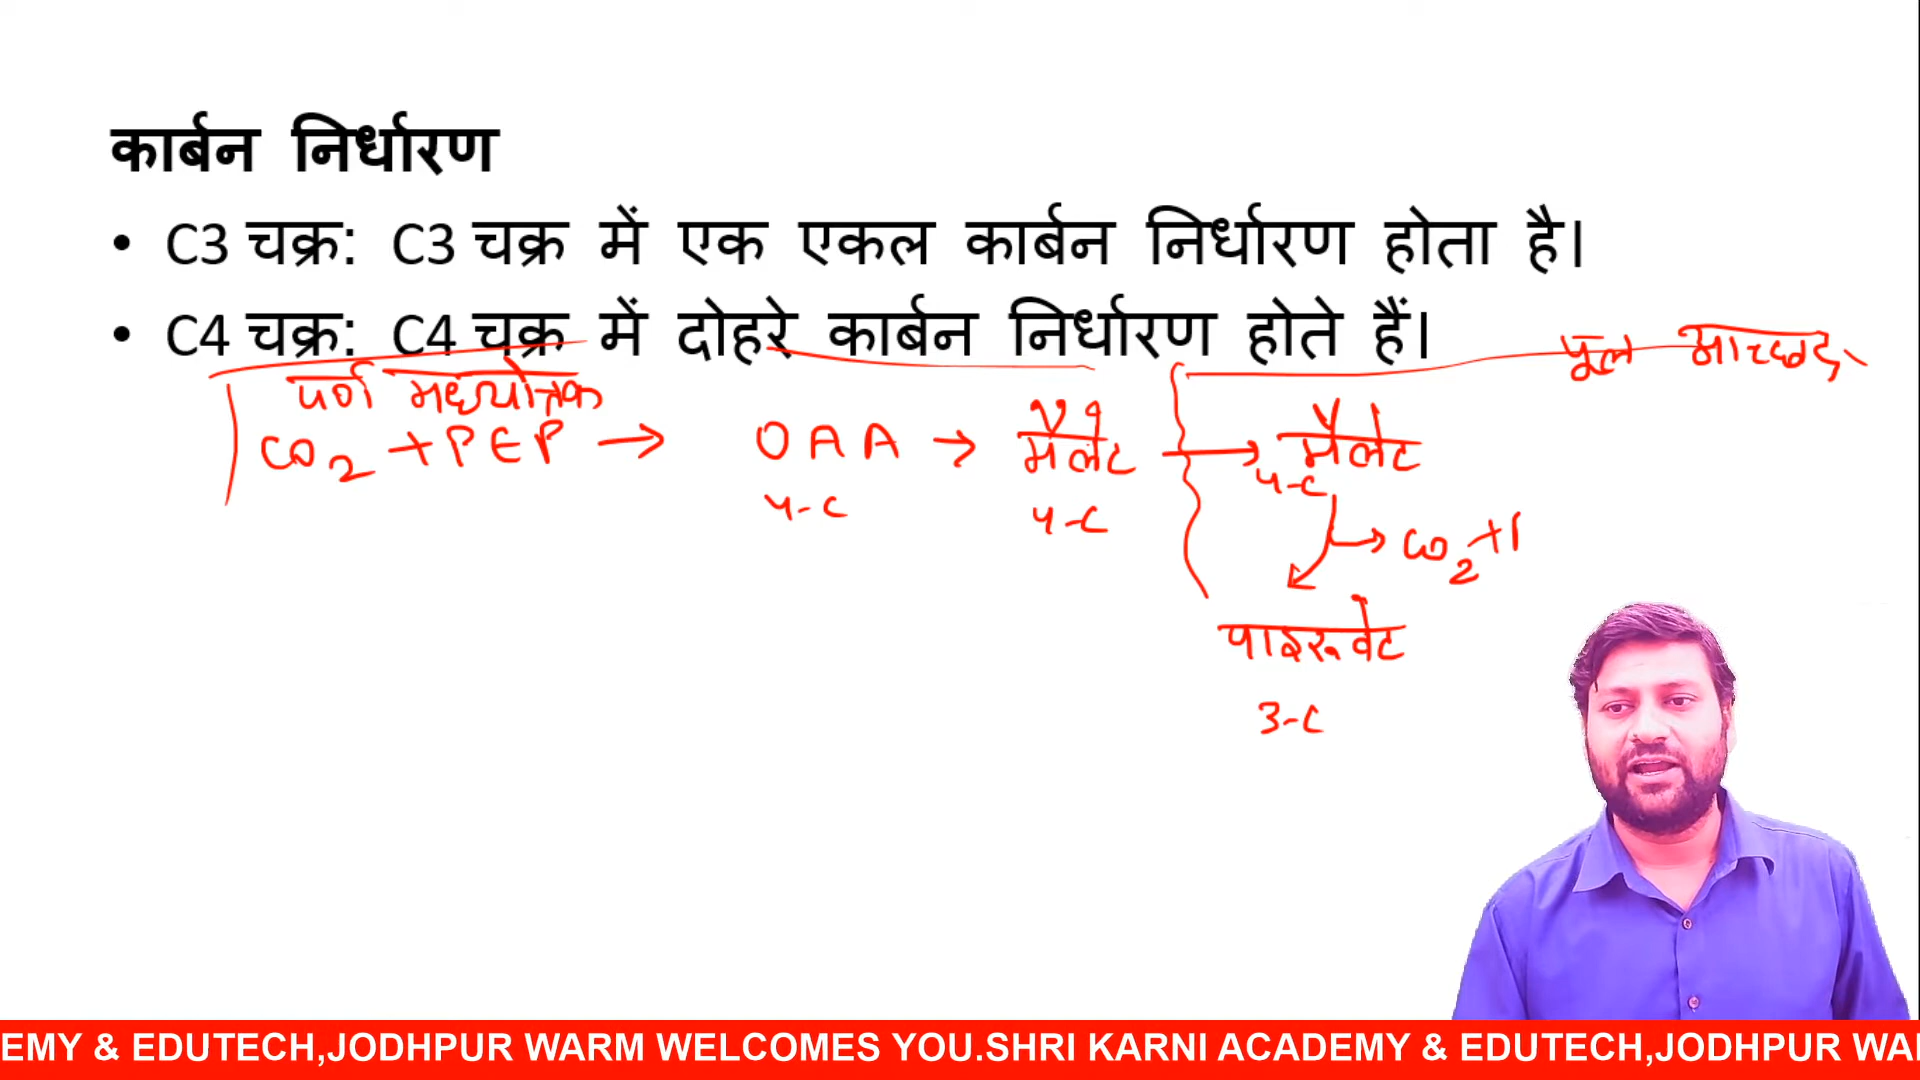 कार्बन निर्धारण
• C3 चक्र: C3 चक्र में एक एकल कार्बन निर्धारण होता है।
• C4 चक्र: C4 चक्र में दोहरे कार्बन निर्धारण होते हैं।
पूल आच्छद
पर्ण मध्योत्तक
CO2 + PEP → OAA → मैलेट → मैलेट
4-C 4-C 4-C
CO2 +
पाइरूवेट
3-C
EMY & EDUTECH,JODHPUR WARM WELCOMES YOU.SHRI KARNI ACADEMY & EDUTECH,JODHPUR WA